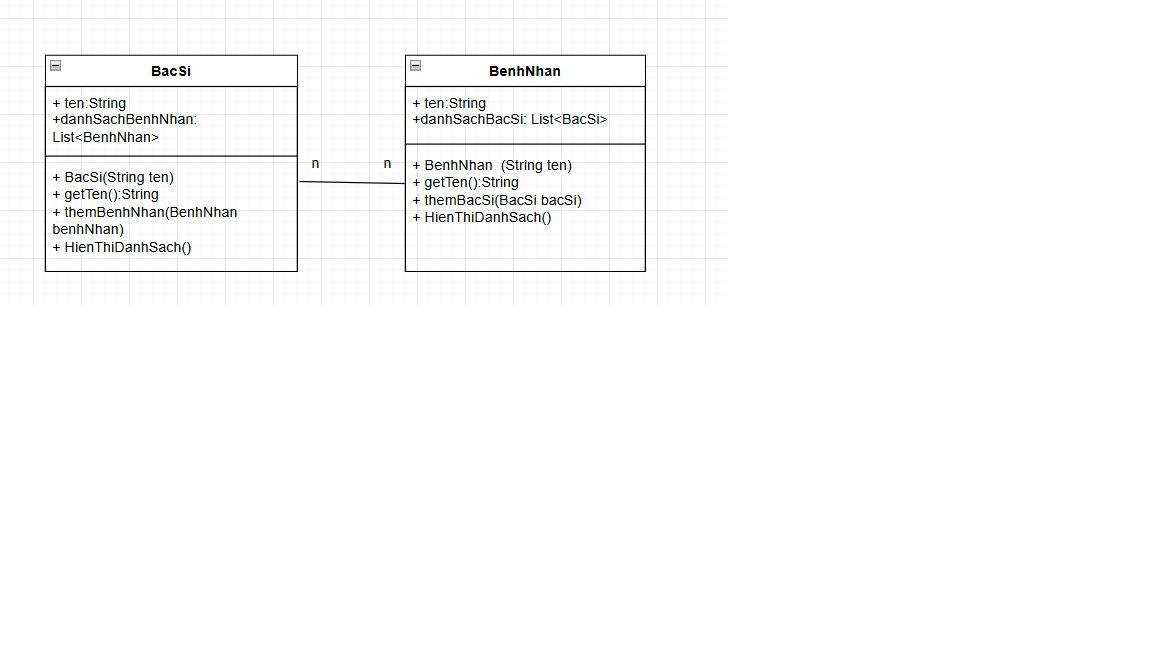 BacSi
+ ten:String
+danhSachBenhNhan:
List<BenhNhan>
+ BacSi(String ten)
+ getTen():String
+ themBenhNhan(BenhNhan
benhNhan)
+ HienThiDanhSach()
n
n
BenhNhan
+ ten:String
+danhSachBacSi: List<BacSi>
+ BenhNhan  (String ten)
+ getTen():String
+ themBacSi(BacSi bacSi)
+ HienThiDanhSach()